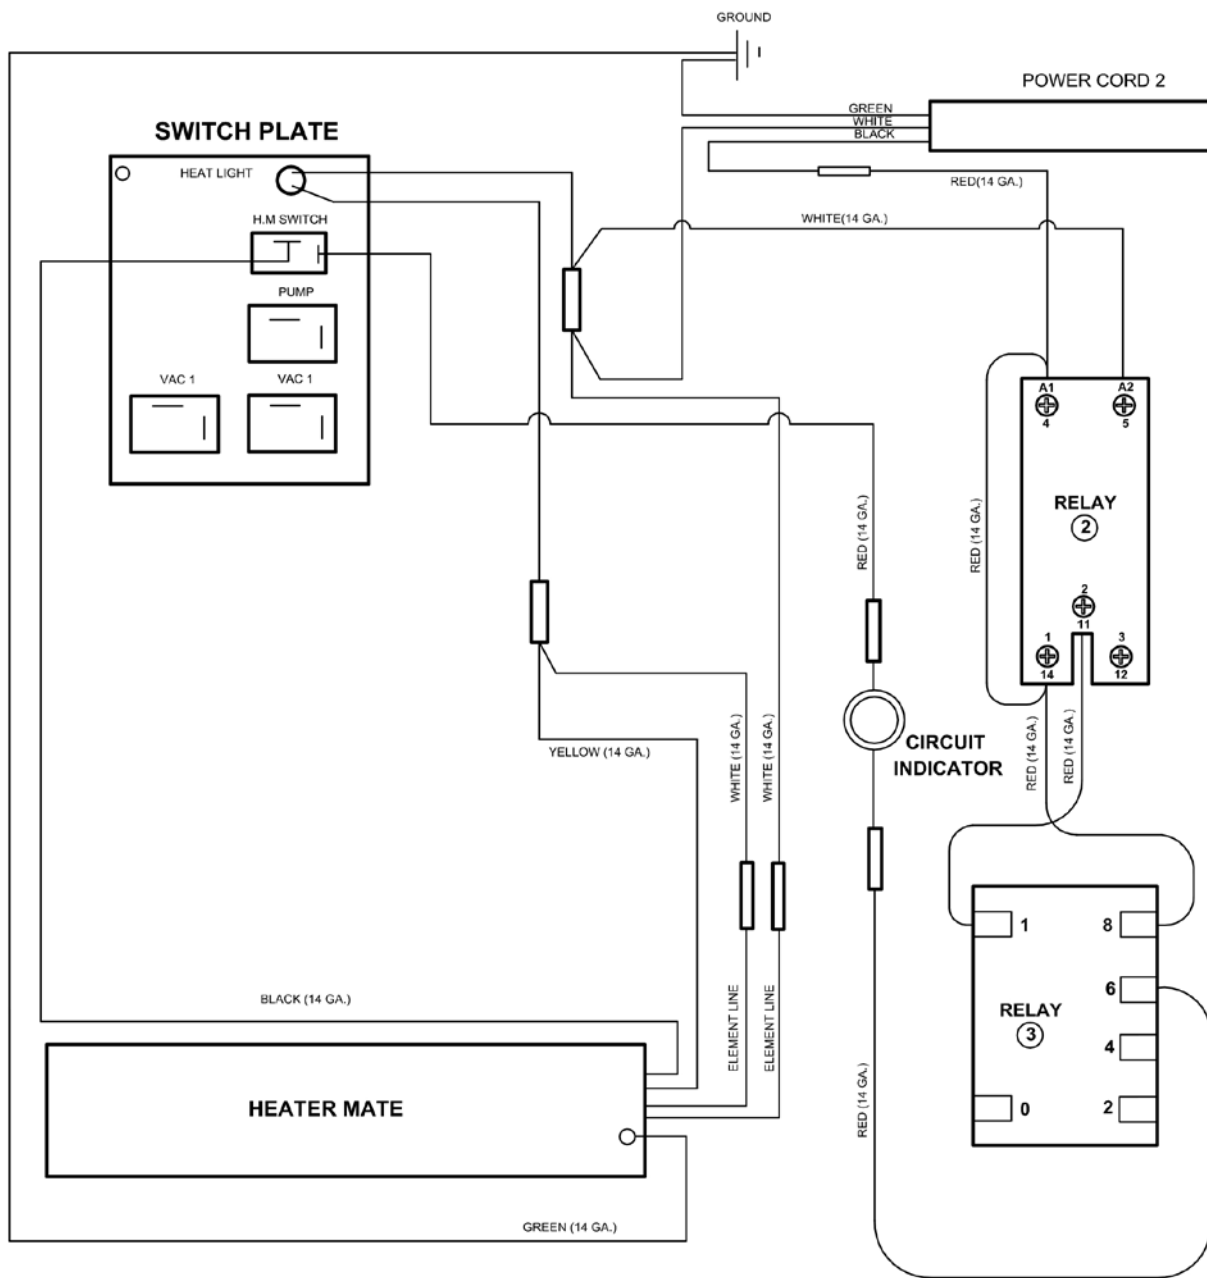 GROUND
POWER CORD 2
GREEN
WHITE
BLACK
SWITCH PLATE
HEAT LIGHT
RED(14 GA.)
H.M SWITCH
WHITE(14 GA.)
PUMP
VAC 1
VAC 1
A1
A2
4
5
RED (14 GA.)
RED (14 GA.)
RELAY
2
2
11
1
3
14
12
WHITE (14 GA.)
WHITE (14 GA.)
YELLOW (14 GA.)
CIRCUIT
INDICATOR
RED (14 GA.)
RED (14 GA.)
1
8
6
RELAY
3
4
0
2
BLACK (14 GA.)
ELEMENT LINE
ELEMENT LINE
RED (14 GA.)
HEATER MATE
GREEN (14 GA.)